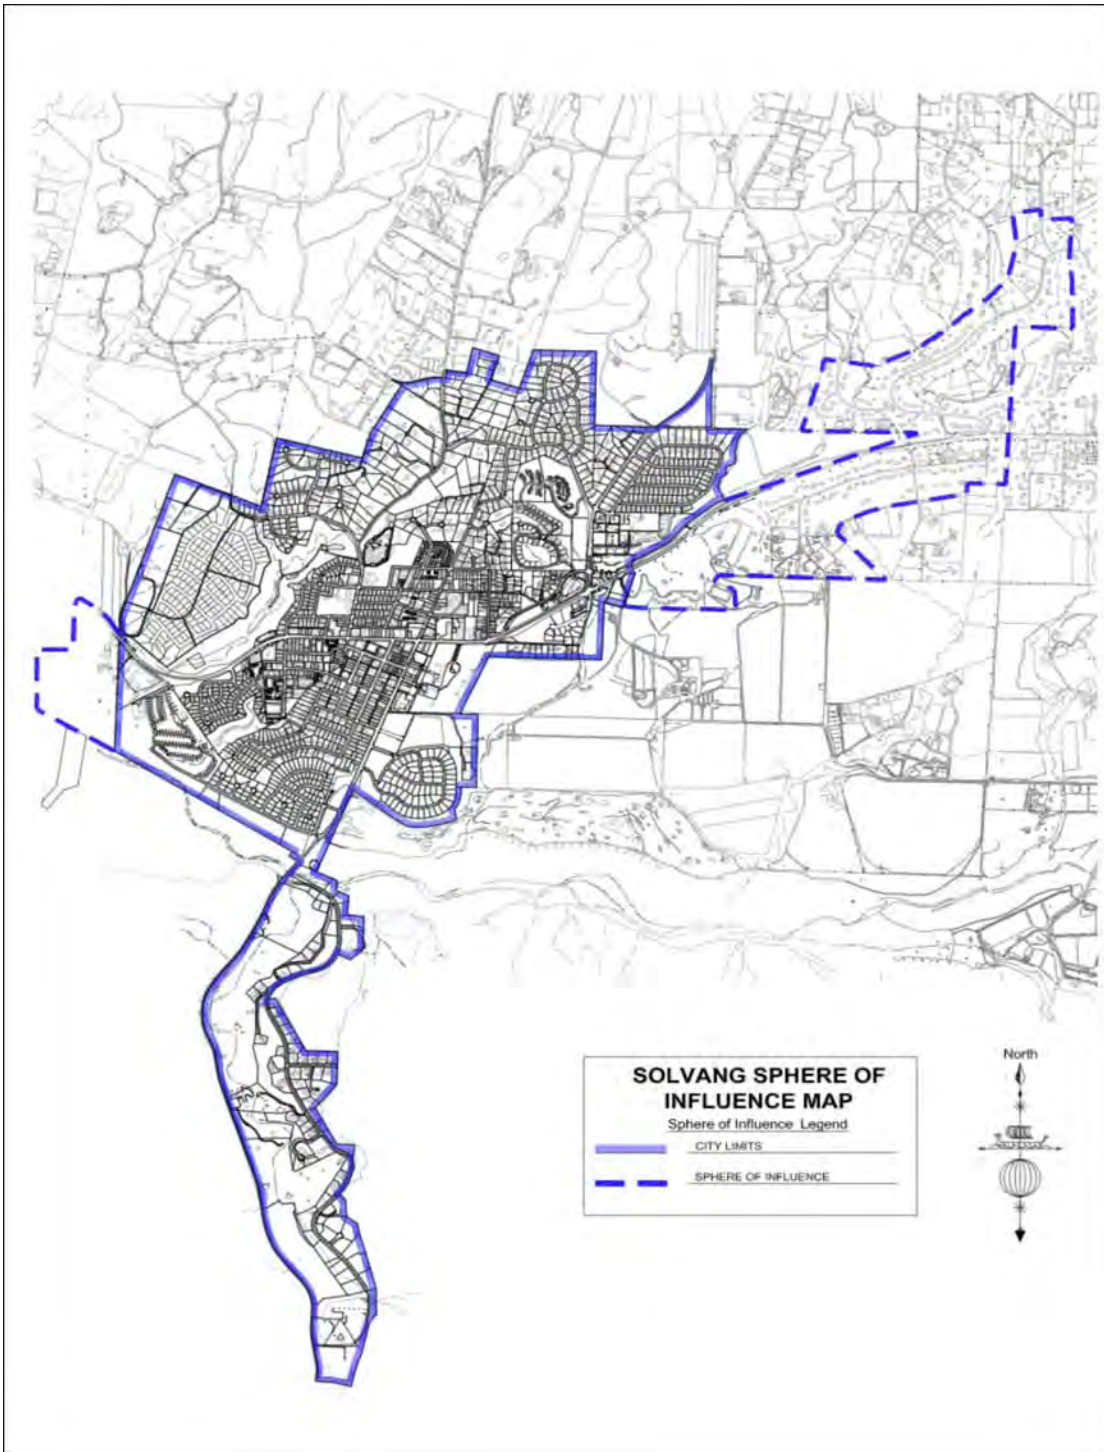 SOLVANG SPHERE OF
INFLUENCE MAP
Sphere of Influence Legend
CITY LIMITS
SPHERE OF INFLUENCE
North